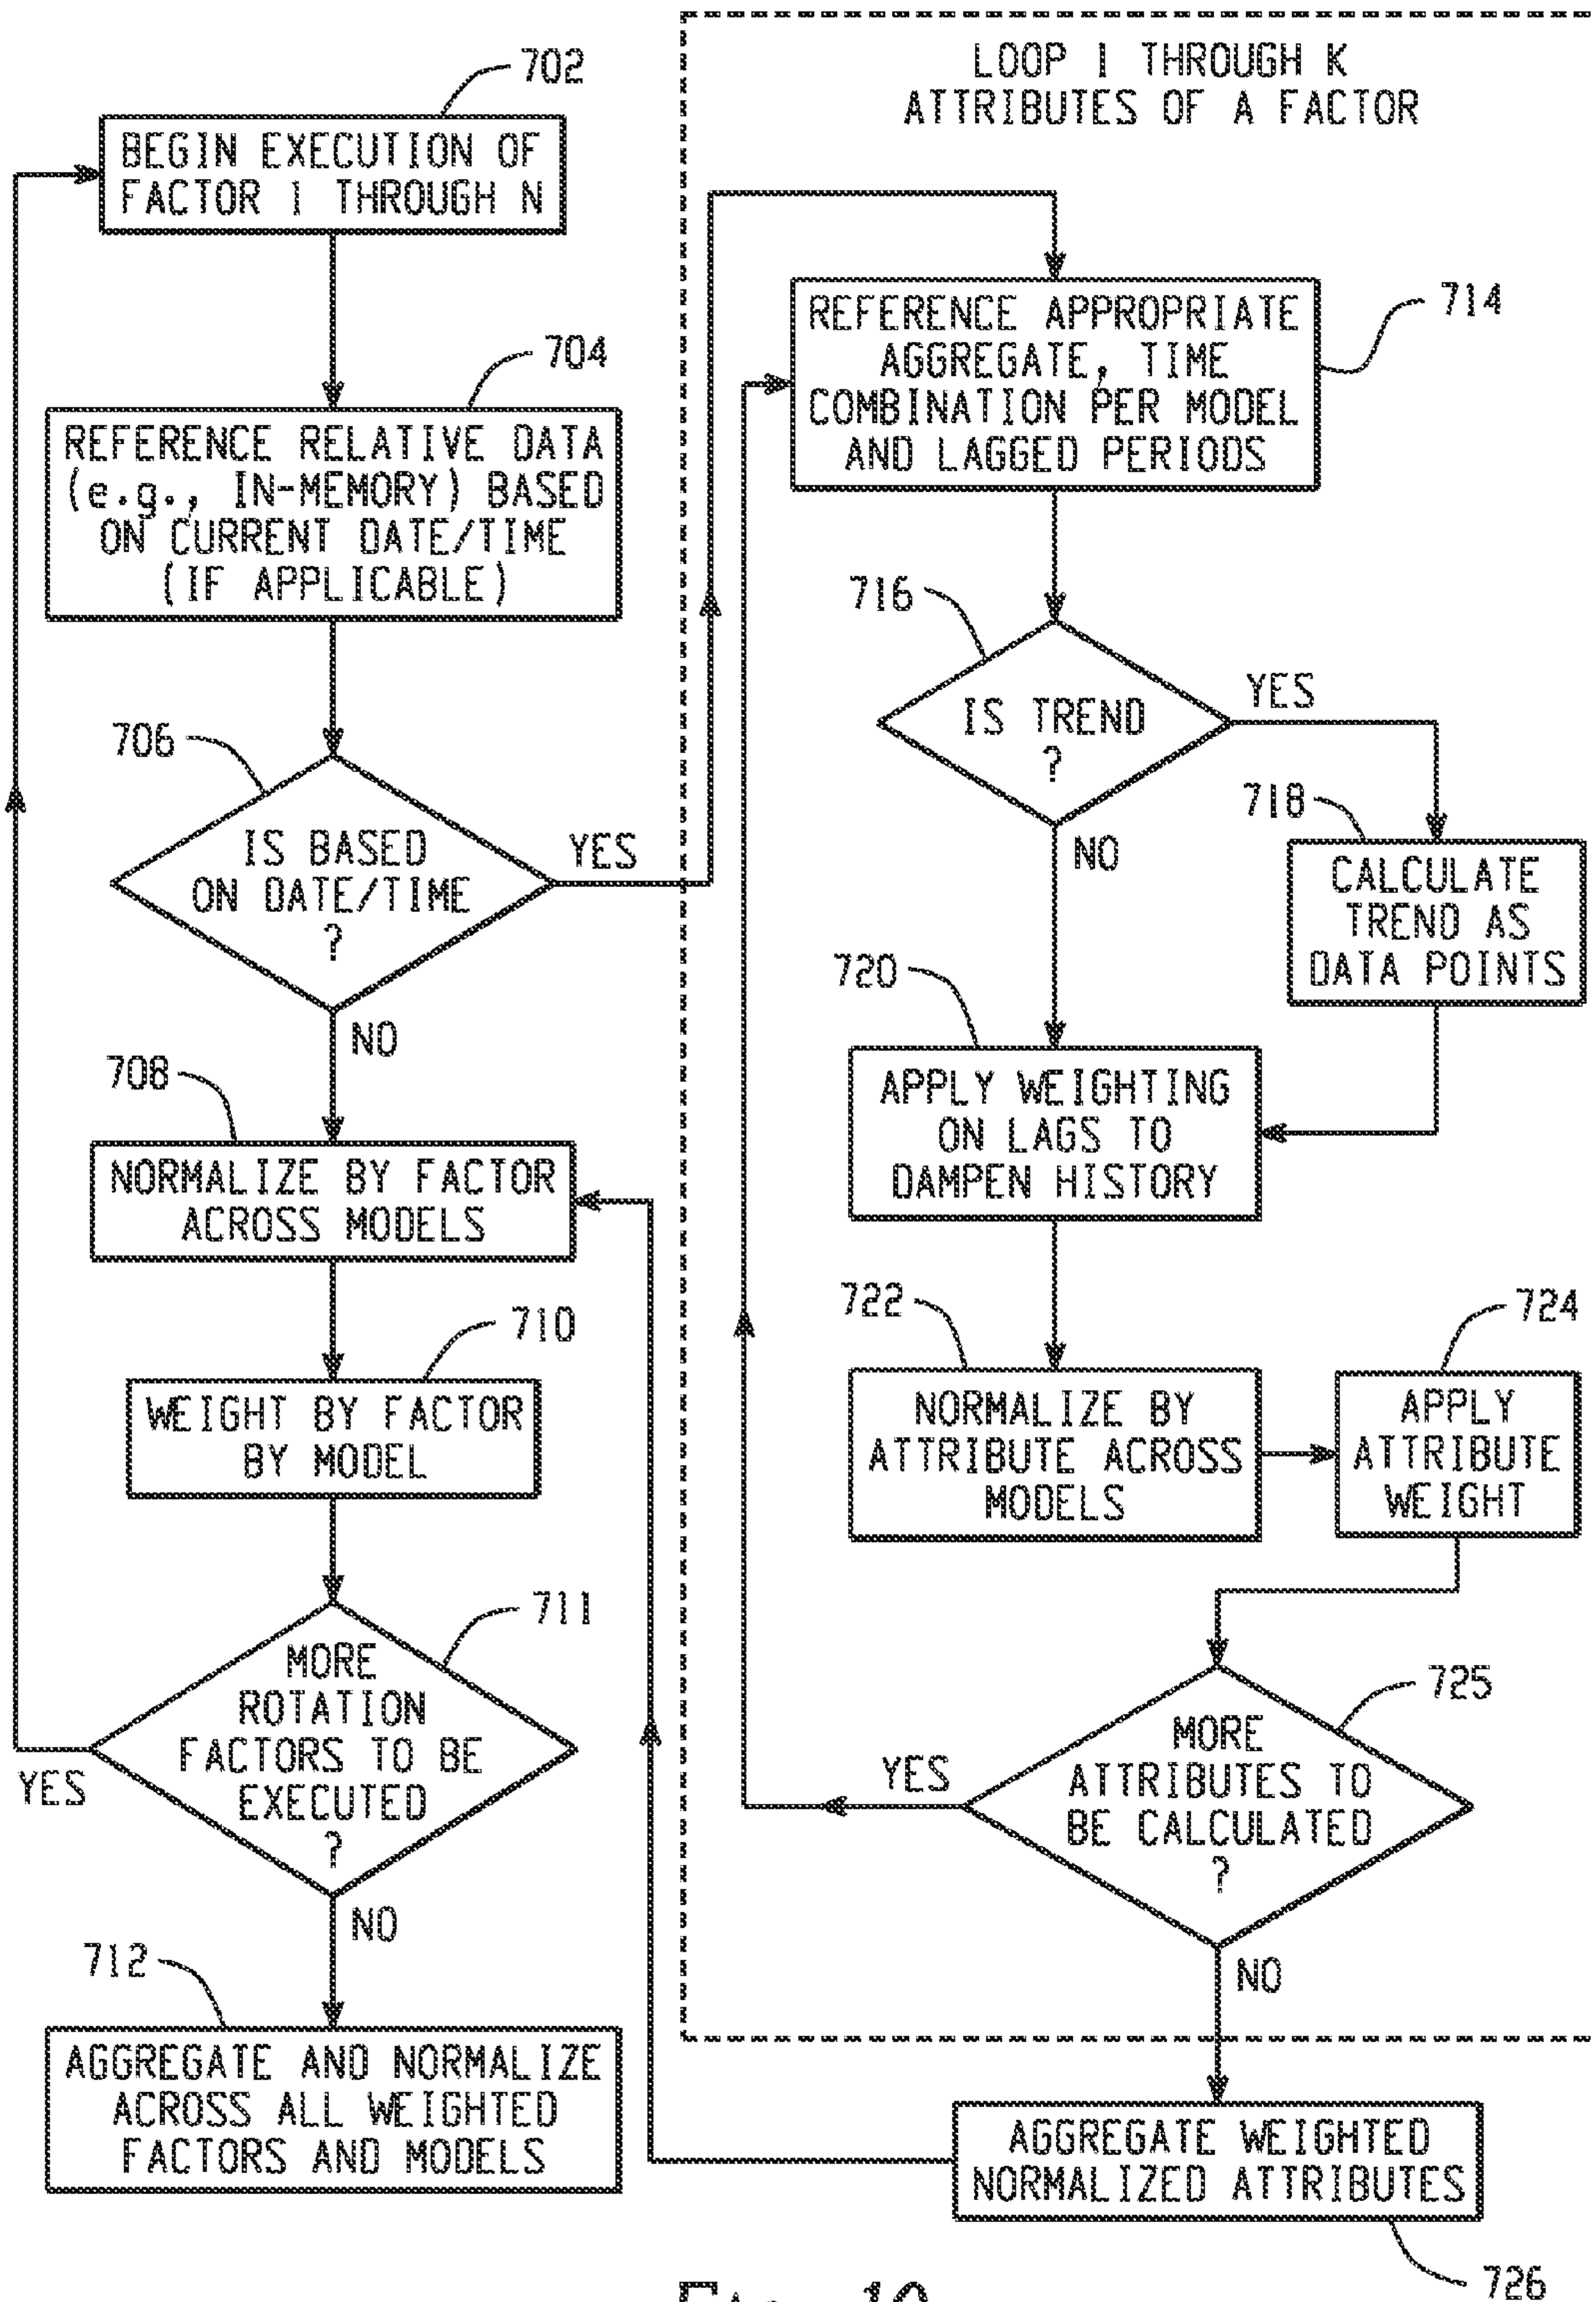 702
BEGIN EXECUTION OF
FACTOR 1 THROUGH N
704
REFERENCE RELATIVE DATA
(e.g., IN-MEMORY) BASED
ON CURRENT DATE/TIME
(IF APPLICABLE)
706
IS BASED
ON DATE/TIME
?
YES
NO
708
NORMALIZE BY FACTOR
ACROSS MODELS
710
WEIGHT BY FACTOR
BY MODEL
711
MORE
ROTATION
FACTORS TO BE
EXECUTED
?
YES
NO
712
AGGREGATE AND NORMALIZE
ACROSS ALL WEIGHTED
FACTORS AND MODELS
LOOP 1 THROUGH K
ATTRIBUTES OF A FACTOR
714
REFERENCE APPROPRIATE
AGGREGATE, TIME
COMBINATION PER MODEL
AND LAGGED PERIODS
716
IS TREND
?
YES
NO
718
CALCULATE
TREND AS
DATA POINTS
720
APPLY WEIGHTING
ON LAGS TO
DAMPEN HISTORY
722
NORMALIZE BY
ATTRIBUTE ACROSS
MODELS
724
APPLY
ATTRIBUTE
WEIGHT
725
MORE
ATTRIBUTES TO
BE CALCULATED
?
YES
NO
AGGREGATE WEIGHTED
NORMALIZED ATTRIBUTES
726